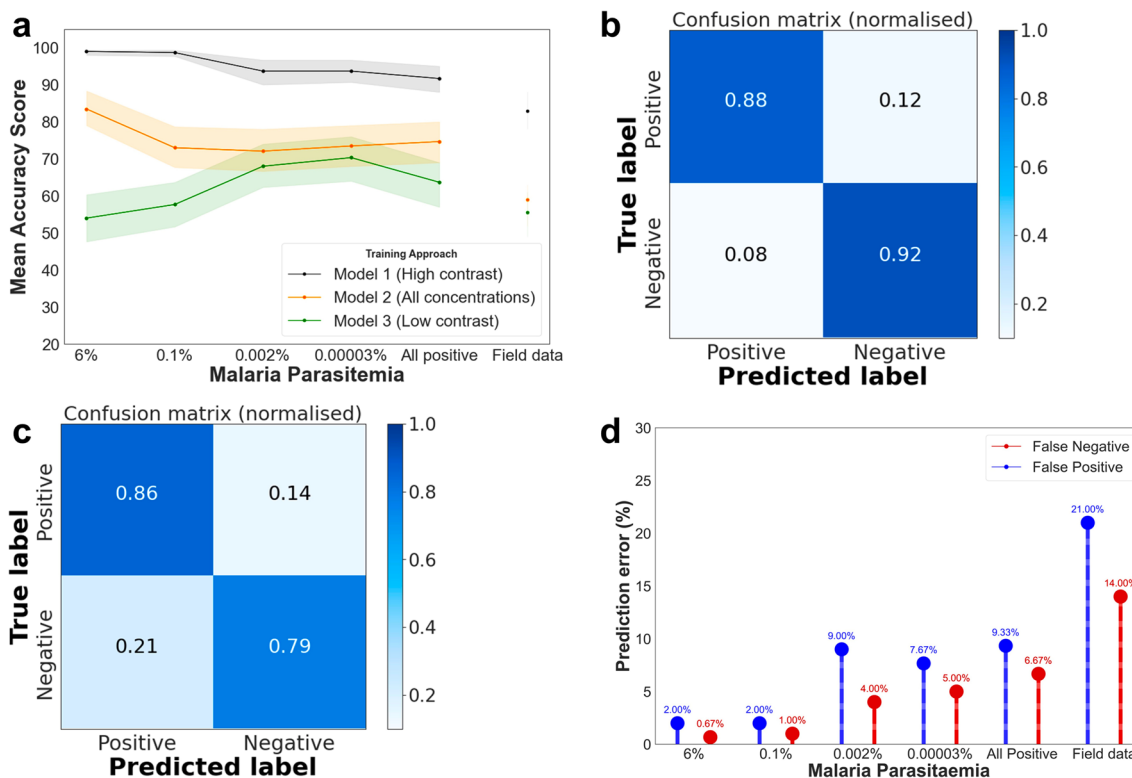 a
100
90
80
70
60
50
40
30
20
Mean Accuracy Score
Training Approach
Model 1 (High contrast)
Model 2 (All concentrations)
Model 3 (Low contrast)
6% 0.1% 0.002% 0.00003% All positive Field data
Malaria Parasitemia
b
Confusion matrix (normalised)
True label
Positive
Negative
0.88 0.12
0.08 0.92
Positive Negative
Predicted label
1.0
0.8
0.6
0.4
0.2
c
Confusion matrix (normalised)
True label
Positive
Negative
0.86 0.14
0.21 0.79
Positive Negative
Predicted label
1.0
0.8
0.6
0.4
0.2
d
30
25
20
15
10
5
0
Prediction error (%)
False Negative
False Positive
2.00% 0.67% 2.00% 1.00% 9.00% 4.00% 7.67% 5.00% 9.33% 6.67% 21.00% 14.00%
6% 0.1% 0.002% 0.00003% All Positive Field data
Malaria Parasitaemia